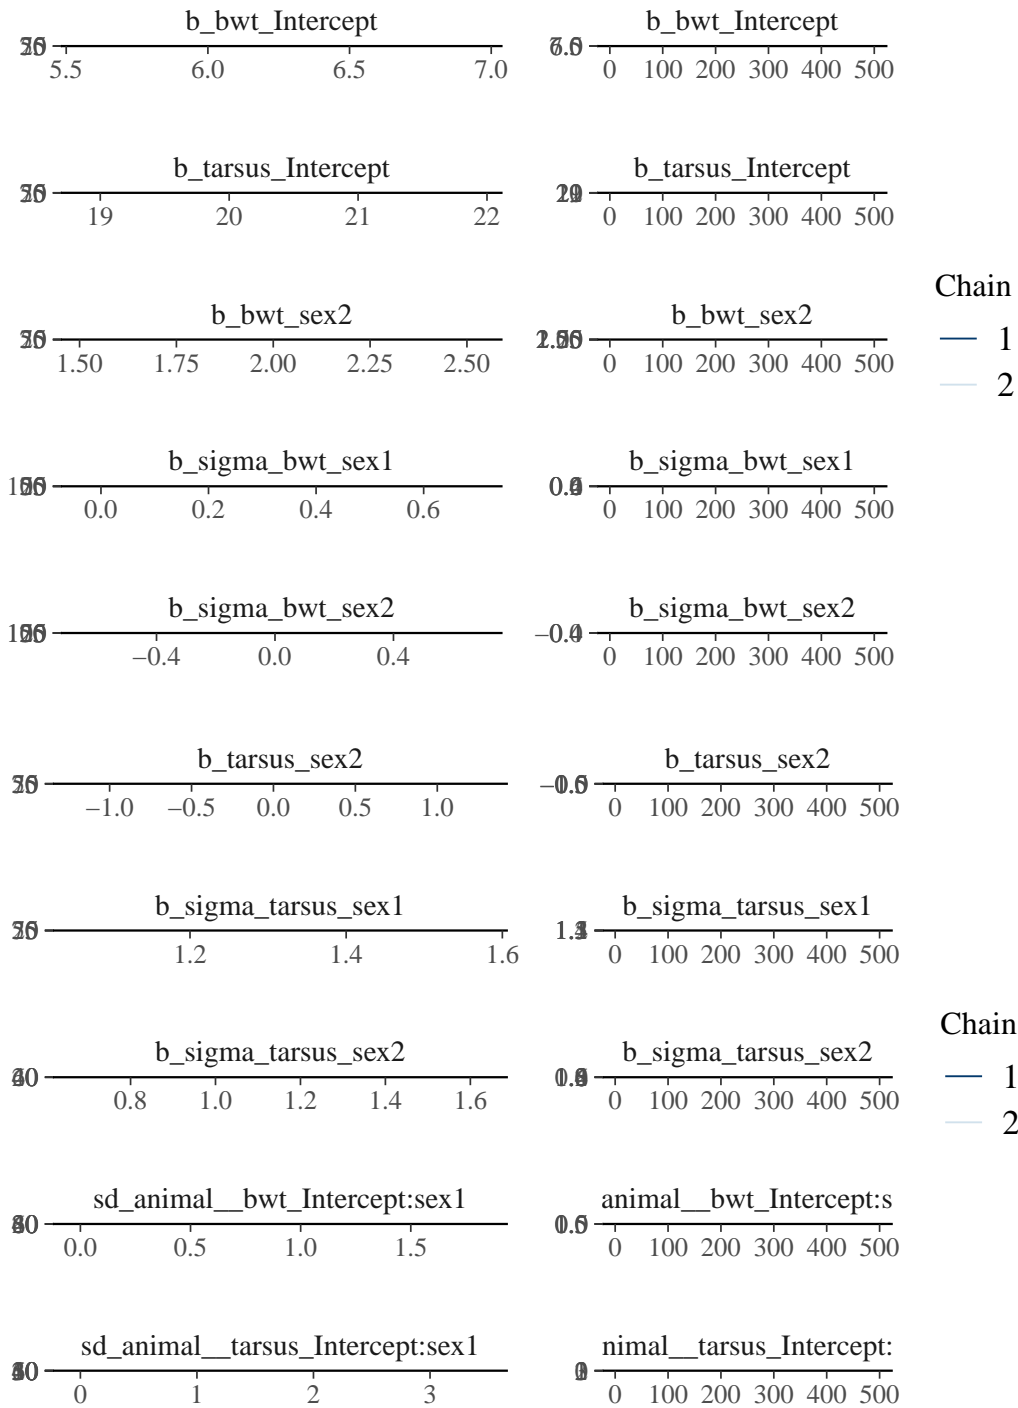 b_bwt_Intercept b_bwt_Intercept
5.5 6.0 6.5 7.0 0 100 200 300 400 500
b_tarsus_Intercept b_tarsus_Intercept
19 20 21 22 0 100 200 300 400 500
Chain
b_bwt_sex2 b_bwt_sex2
1
1.50 1.75 2.00 2.25 2.50 0 100 200 300 400 500
2
b_sigma_bwt_sex1 b_sigma_bwt_sex1
0.0 0.2 0.4 0.6 0 100 200 300 400 500
b_sigma_bwt_sex2 b_sigma_bwt_sex2
−0.4 0.0 0.4 0 100 200 300 400 500
b_tarsus_sex2 b_tarsus_sex2
−1.0 −0.5 0.0 0.5 1.0 0 100 200 300 400 500
b_sigma_tarsus_sex1 b_sigma_tarsus_sex1
1.2 1.4 1.6 0 100 200 300 400 500
Chain
b_sigma_tarsus_sex2 b_sigma_tarsus_sex2
1
0.8 1.0 1.2 1.4 1.6 0 100 200 300 400 500
2
sd_animal__bwt_Intercept:sex1 animal__bwt_Intercept:s
0.0 0.5 1.0 1.5 0 100 200 300 400 500
sd_animal__tarsus_Intercept:sex1 nimal__tarsus_Intercept:
0 1 2 3 0 100 200 300 400 500